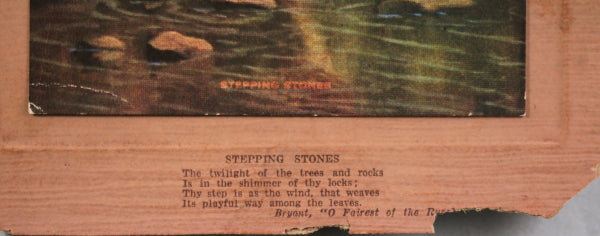 STEPPING STONES
STEPPING STONES
The twilight of the trees and rocks
Is in the shimmer of thy locks;
Thy step is as the wind, that weaves
Its playful way among the leaves.
Bryant, "O Fairest of the